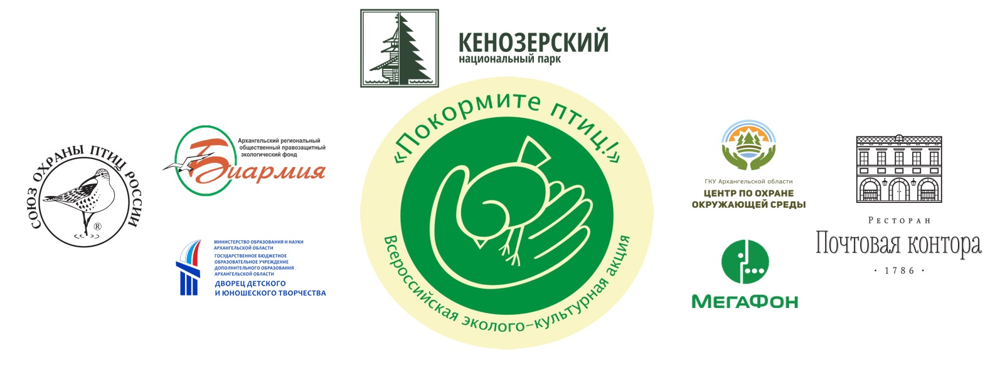 КЕНОЗЕРСКИЙ
национальный парк
«Покормите птиц!»
Всероссийская эколого-культурная акция
СОЮЗ ОХРАНЫ ПТИЦ РОССИИ
®
Архангельский региональный
общественный правозащитный
экологический фонд
Биармия
МИНИСТЕРСТВО ОБРАЗОВАНИЯ И НАУКИ
АРХАНГЕЛЬСКОЙ ОБЛАСТИ
ГОСУДАРСТВЕННОЕ БЮДЖЕТНОЕ
ОБРАЗОВАТЕЛЬНОЕ УЧРЕЖДЕНИЕ
ДОПОЛНИТЕЛЬНОГО ОБРАЗОВАНИЯ
АРХАНГЕЛЬСКОЙ ОБЛАСТИ
ДВОРЕЦ ДЕТСКОГО
И ЮНОШЕСКОГО ТВОРЧЕСТВА
ГКУ Архангельской области
ЦЕНТР ПО ОХРАНЕ
ОКРУЖАЮЩЕЙ СРЕДЫ
МЕГАФОН
РЕСТОРАН
Почтовая контора
· 1786 ·